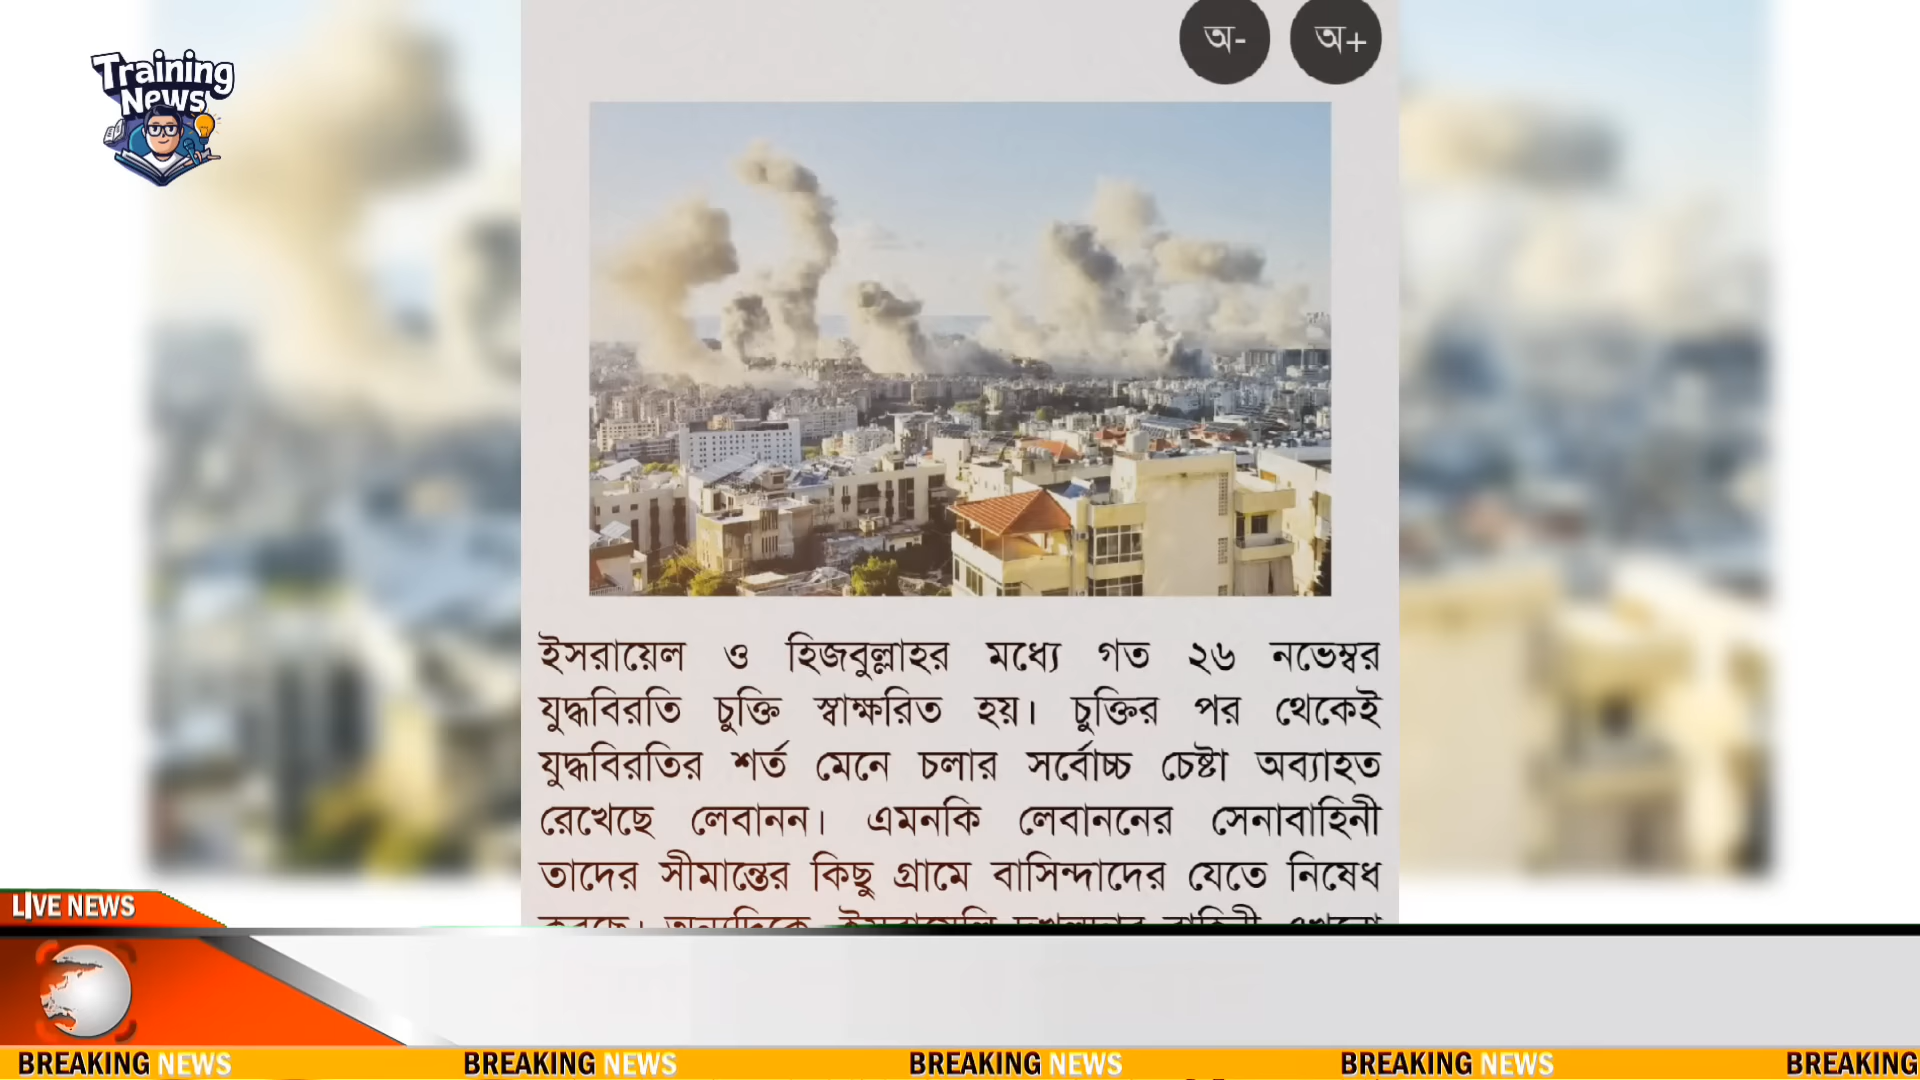 Training
News
অ-
অ+
ইসরায়েল ও হিজবুল্লাহর মধ্যে গত ২৬ নভেম্বর
যুদ্ধবিরতি চুক্তি স্বাক্ষরিত হয়। চুক্তির পর থেকেই
যুদ্ধবিরতির শর্ত মেনে চলার সর্বোচ্চ চেষ্টা অব্যাহত
রেখেছে লেবানন। এমনকি লেবাননের সেনাবাহিনী
তাদের সীমান্তের কিছু গ্রামে বাসিন্দাদের যেতে নিষেধ
LIVE NEWS
BREAKING NEWS BREAKING NEWS BREAKING NEWS BREAKING NEWS BREAKING